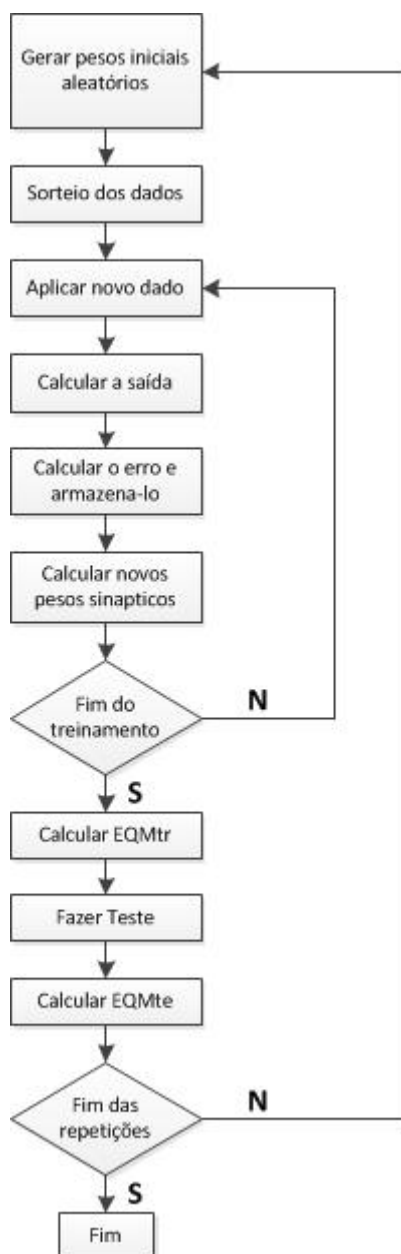 Gerar pesos iniciais
aleatórios
Sorteio dos dados
Aplicar novo dado
Calcular a saída
Calcular o erro e
armazena-lo
Calcular novos
pesos sinapticos
Fim do
treinamento
N
S
Calcular EQMtr
Fazer Teste
Calcular EQMte
Fim das
repetições
N
S
Fim